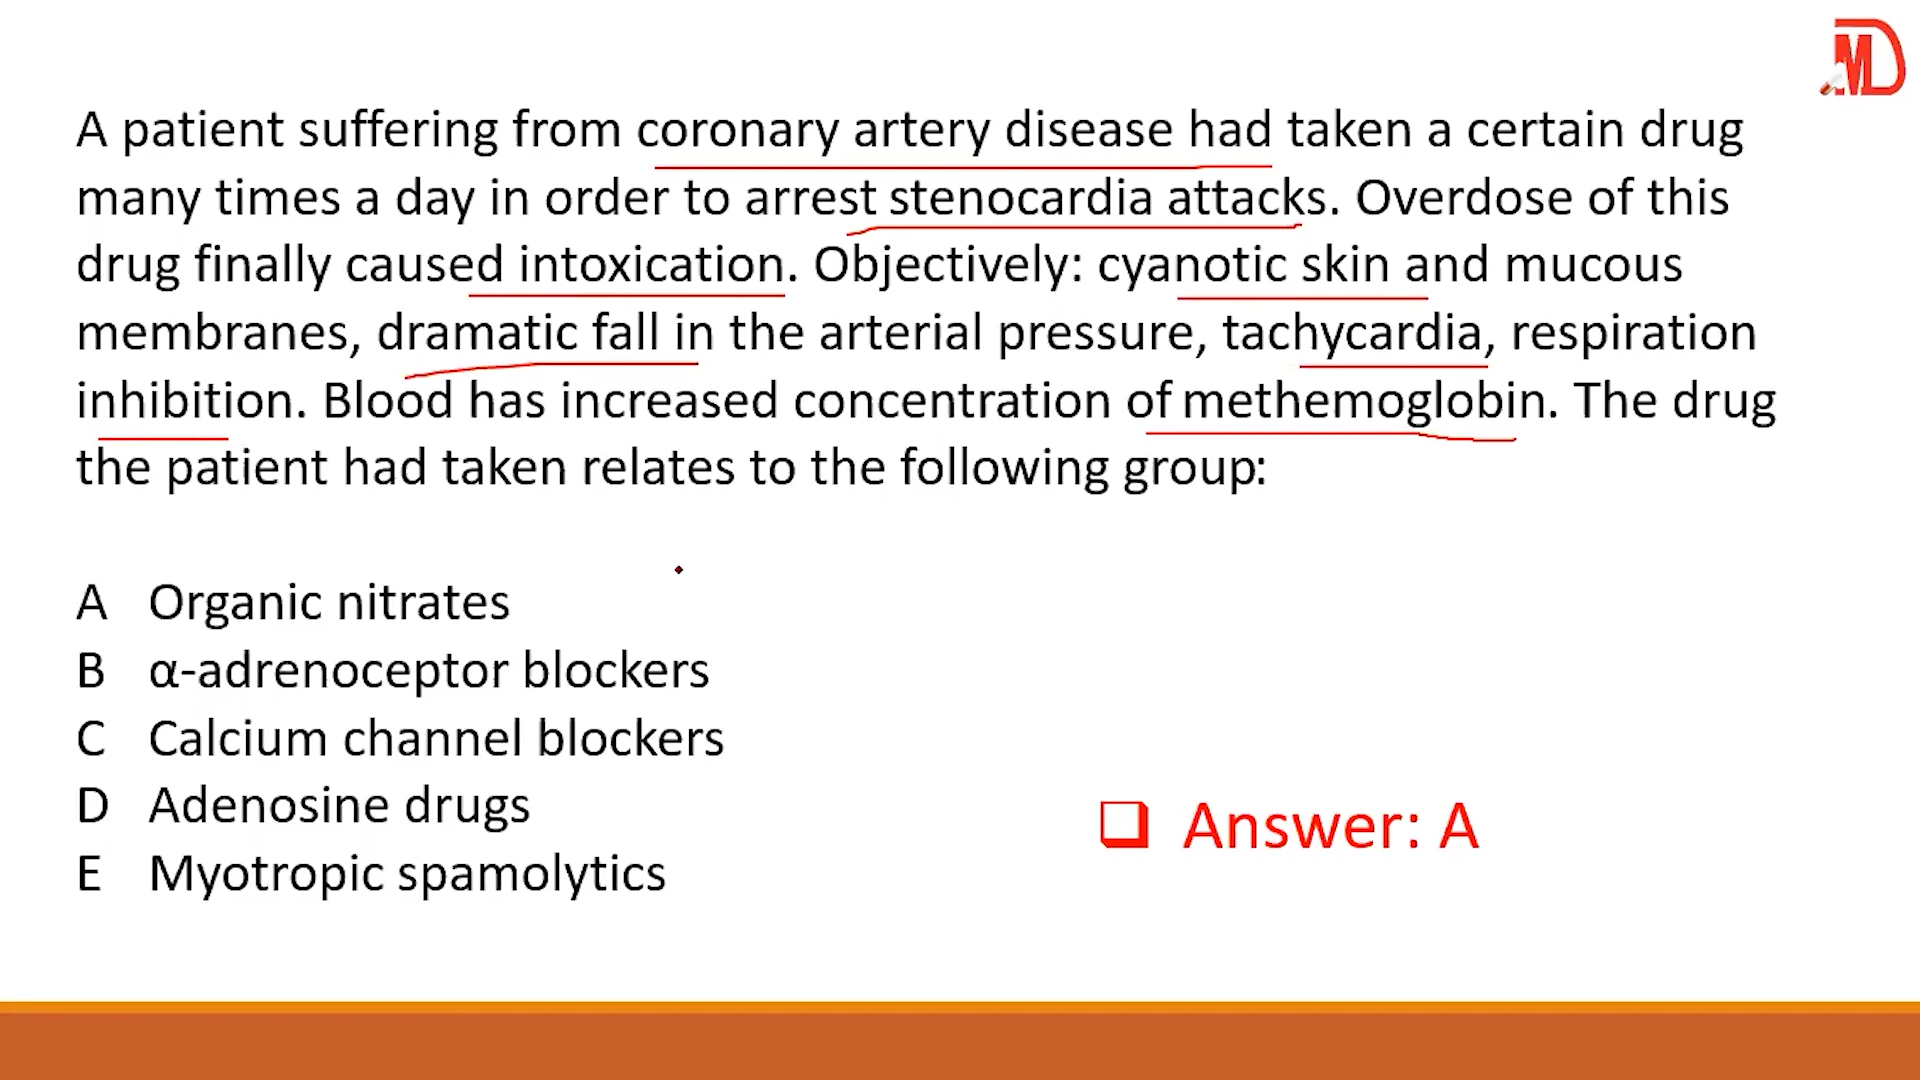 MD
A patient suffering from coronary artery disease had taken a certain drug
many times a day in order to arrest stenocardia attacks. Overdose of this
drug finally caused intoxication. Objectively: cyanotic skin and mucous
membranes, dramatic fall in the arterial pressure, tachycardia, respiration
inhibition. Blood has increased concentration of methemoglobin. The drug
the patient had taken relates to the following group:
A Organic nitrates
B α-adrenoceptor blockers
C Calcium channel blockers
D Adenosine drugs
E Myotropic spamolytics
Answer: A